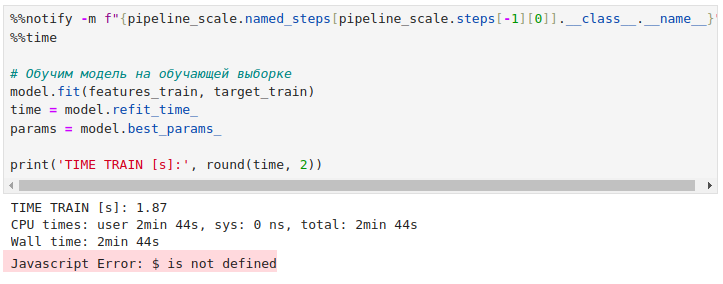 %%notify -m f"{pipeline_scale.named_steps[pipeline_scale.steps[-1][0]].__class__.__name__}"
%%time
# Обучим модель на обучающей выборке
model.fit(features_train, target_train)
time = model.refit_time_
params = model.best_params_
print('TIME TRAIN [s]:', round(time, 2))
TIME TRAIN [s]: 1.87
CPU times: user 2min 44s, sys: 0 ns, total: 2min 44s
Wall time: 2min 44s
Javascript Error: $ is not defined